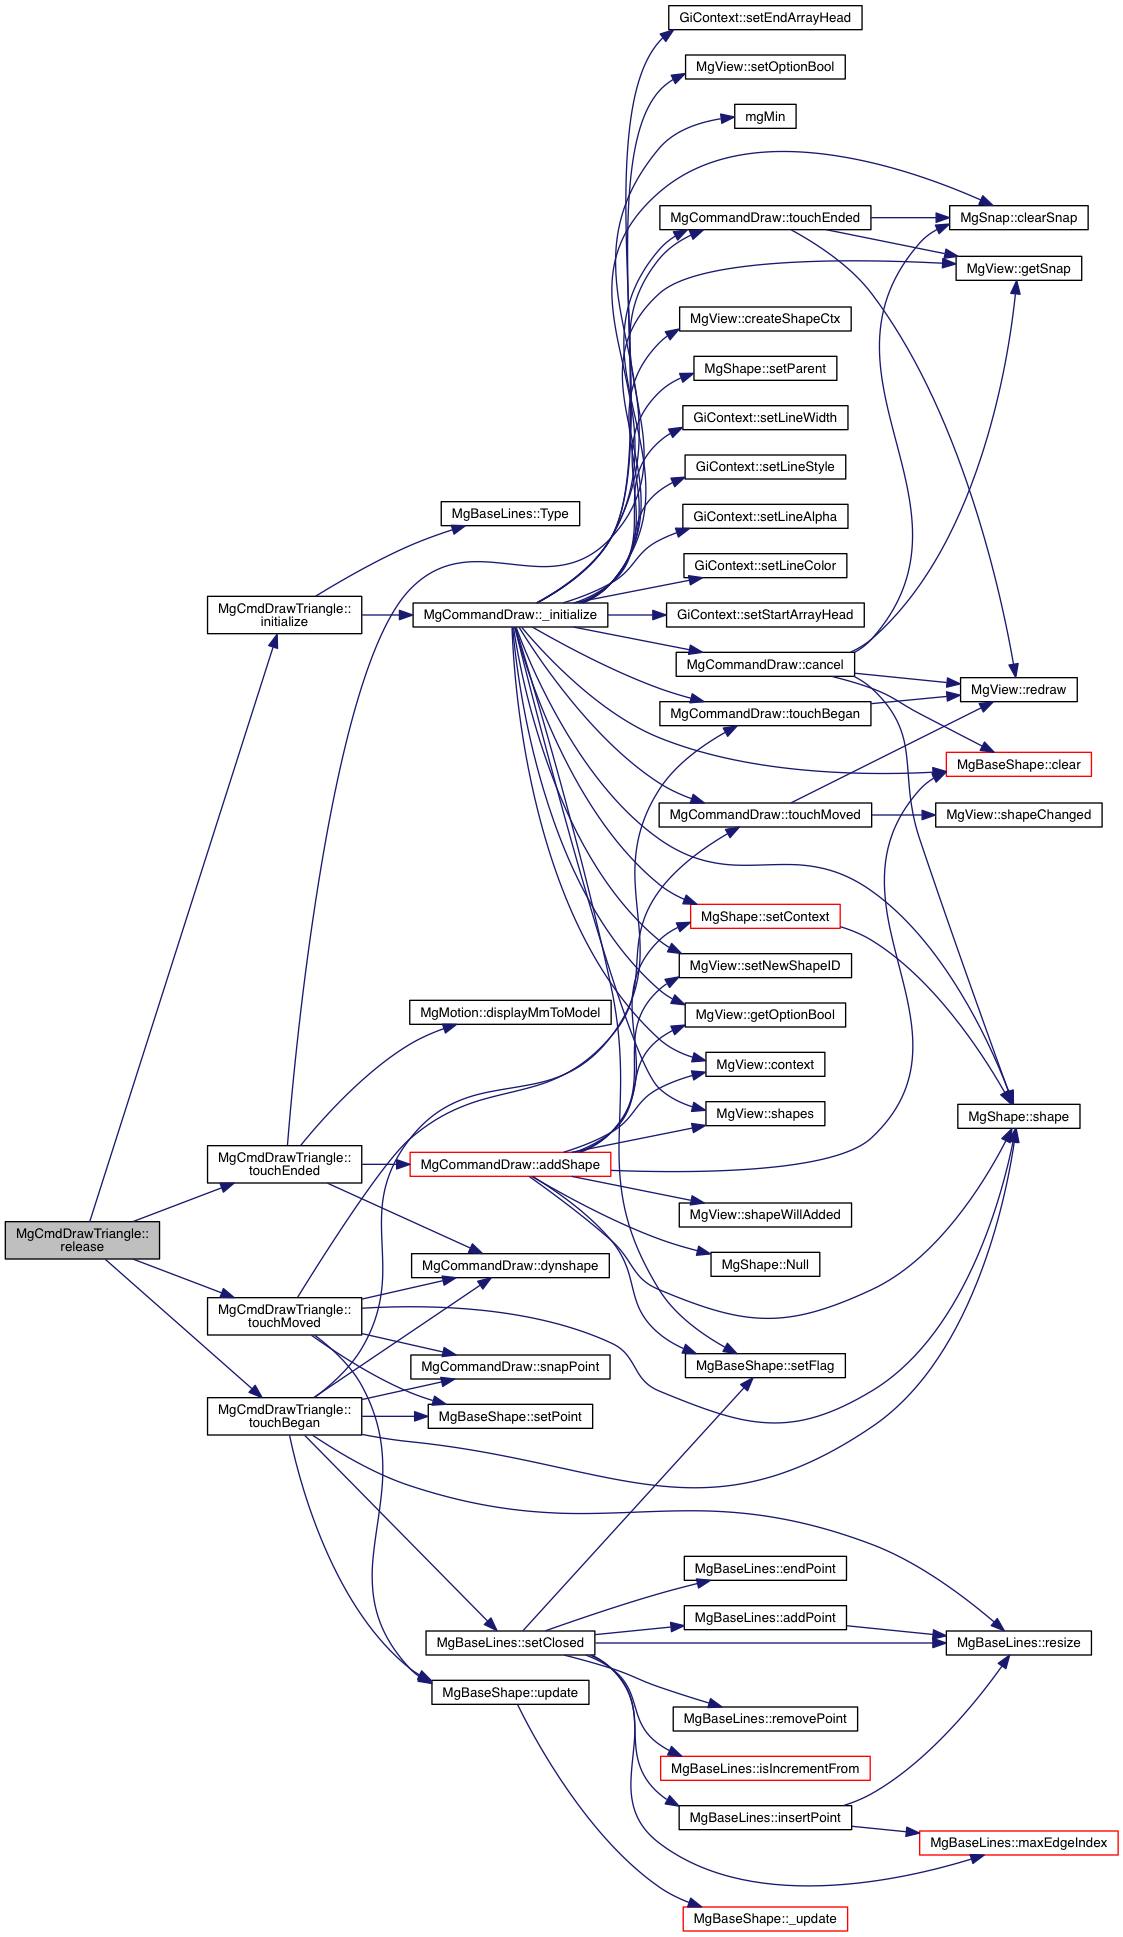 GiContext::setEndArrayHead
MgView::setOptionBool
mgMin
MgCommandDraw::touchEnded
MgSnap::clearSnap
MgView::getSnap
MgView::createShapeCtx
MgShape::setParent
GiContext::setLineWidth
GiContext::setLineStyle
MgBaseLines::Type
GiContext::setLineAlpha
GiContext::setLineColor
MgCmdDrawTriangle::
initialize
MgCommandDraw::_initialize
GiContext::setStartArrayHead
MgCommandDraw::cancel
MgView::redraw
MgCommandDraw::touchBegan
MgBaseShape::clear
MgCommandDraw::touchMoved
MgView::shapeChanged
MgShape::setContext
MgView::setNewShapeID
MgMotion::displayMmToModel
MgView::getOptionBool
MgView::context
MgView::shapes
MgShape::shape
MgCmdDrawTriangle::
touchEnded
MgCommandDraw::addShape
MgView::shapeWillAdded
MgCmdDrawTriangle::
release
MgCommandDraw::dynshape
MgShape::Null
MgCmdDrawTriangle::
touchMoved
MgCommandDraw::snapPoint
MgBaseShape::setFlag
MgCmdDrawTriangle::
touchBegan
MgBaseShape::setPoint
MgBaseLines::endPoint
MgBaseLines::addPoint
MgBaseLines::setClosed
MgBaseLines::resize
MgBaseShape::update
MgBaseLines::removePoint
MgBaseLines::isIncrementFrom
MgBaseLines::insertPoint
MgBaseLines::maxEdgeIndex
MgBaseShape::_update